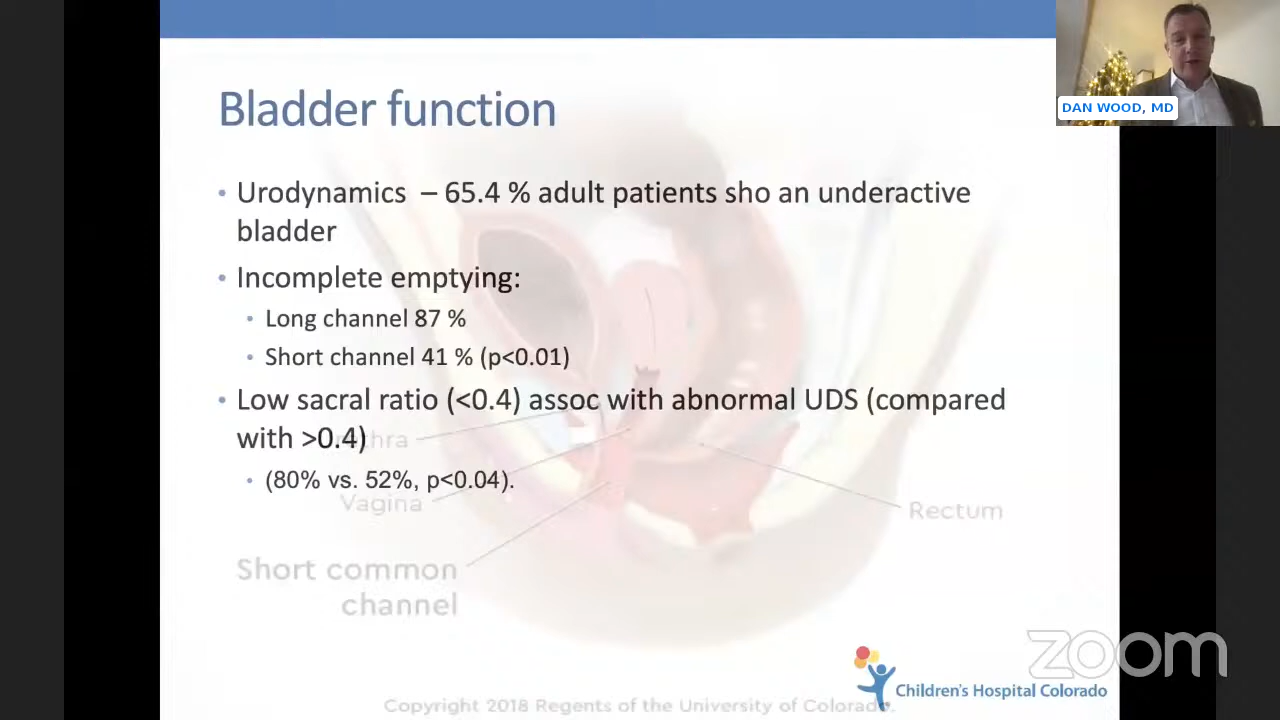 DAN WOOD, MD
Bladder function
• Urodynamics – 65.4 % adult patients sho an underactive
bladder
• Incomplete emptying:
• Long channel 87 %
• Short channel 41 % (p<0.01)
• Low sacral ratio (<0.4) assoc with abnormal UDS (compared
with >0.4)
• (80% vs. 52%, p<0.04).
Vagina
Rectum
Short common
channel
zoom
Children's Hospital Colorado
Copyright 2018 Regents of the University of Colorado.